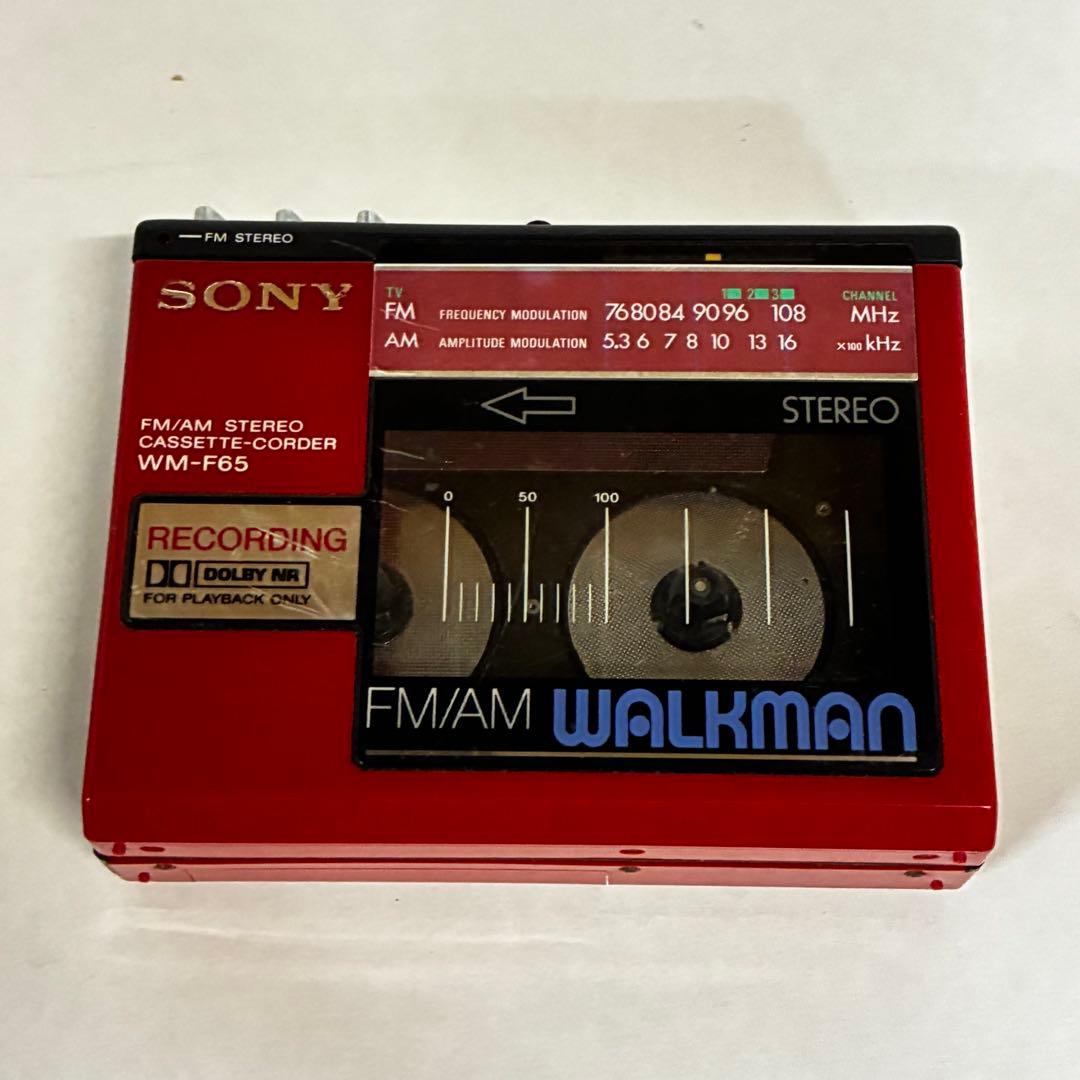 FM STEREO
SONY
TV 1 2 3 CHANNEL
FM FREQUENCY MODULATION 76 80 84 90 96 108 MHz
AM AMPLITUDE MODULATION 5.3 6 7 8 10 13 16 ×100 kHz
STEREO
FM/AM STEREO
CASSETTE-CORDER
WM-F65
0 50 100
RECORDING
DOLBY NR
FOR PLAYBACK ONLY
FM/AM WALKMAN